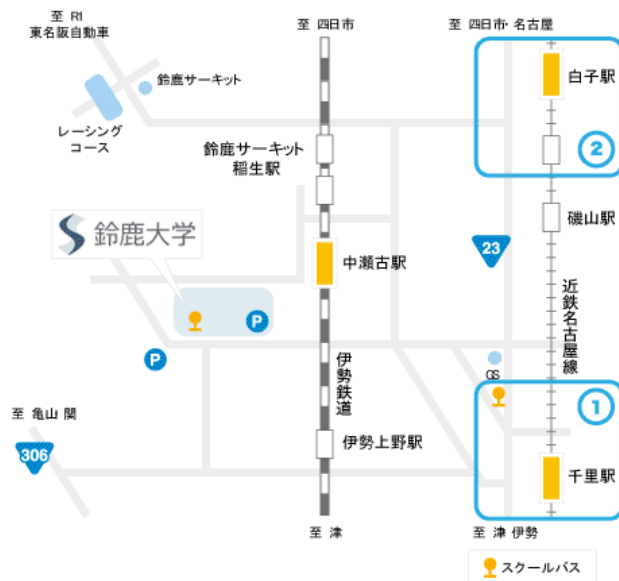 至 R1
東名阪自動車
至 四日市
至 四日市・名古屋
鈴鹿サーキット
白子駅
レーシング
コース
鈴鹿サーキット
稲生駅
2
磯山駅
鈴鹿大学
23
中瀬古駅
近鉄名古屋線
P
P
伊勢鉄道
GS
1
至 亀山 関
306
伊勢上野駅
千里駅
至 津
至 津 伊勢
スクールバス